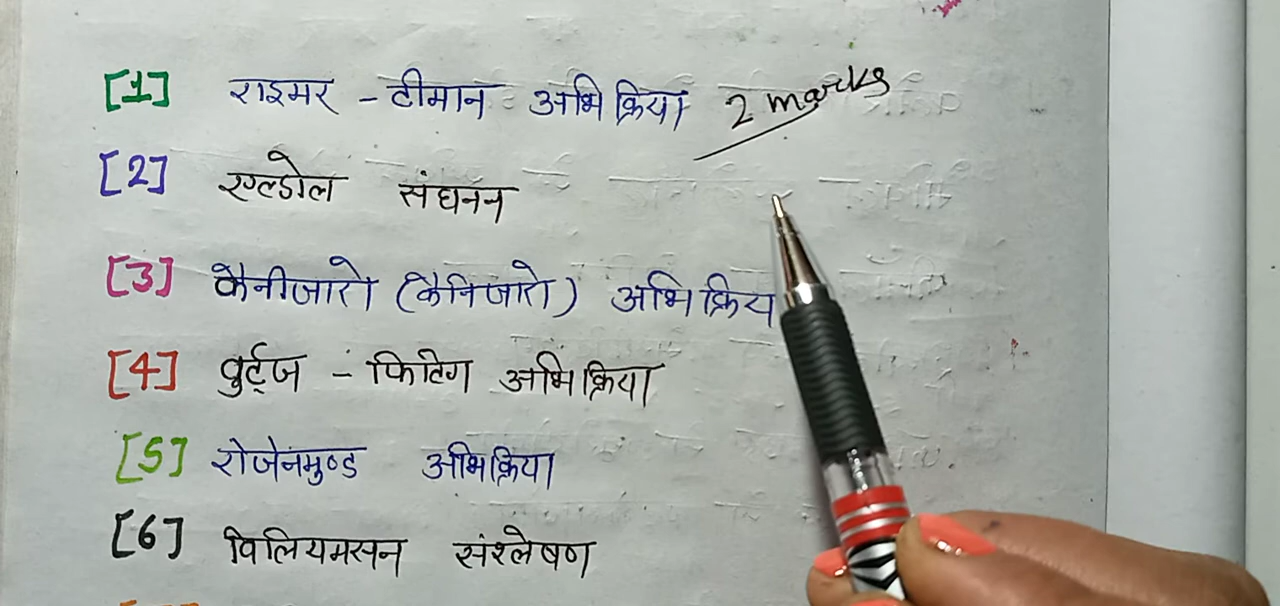 [1] राइमर - टीमान अभिक्रिया 2 marks
[2] एल्डोल संघनन
[3] कैनीजारो (कैनिजारो) अभिक्रिय
[4] वुर्ट्ज - फिटिग अभिक्रिया
[5] रोजेनमुण्ड अभिक्रिया
[6] विलियमसन संश्लेषण